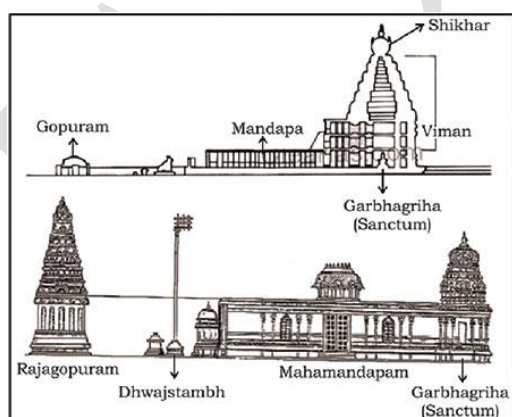 Shikhar
Gopuram
Mandapa
Viman
Garbhagriha
(Sanctum)
Rajagopuram
Mahamandapam
Dhwajstambh
Garbhagriha
(Sanctum)